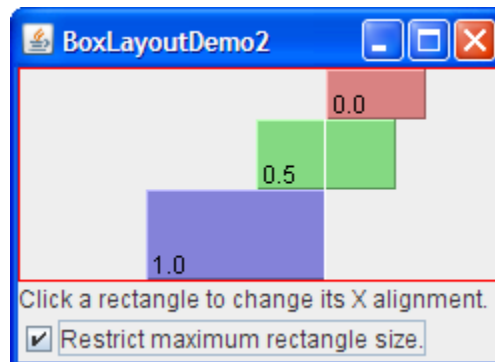 BoxLayoutDemo2
0.0
0.5
1.0
Click a rectangle to change its X alignment.
Restrict maximum rectangle size.